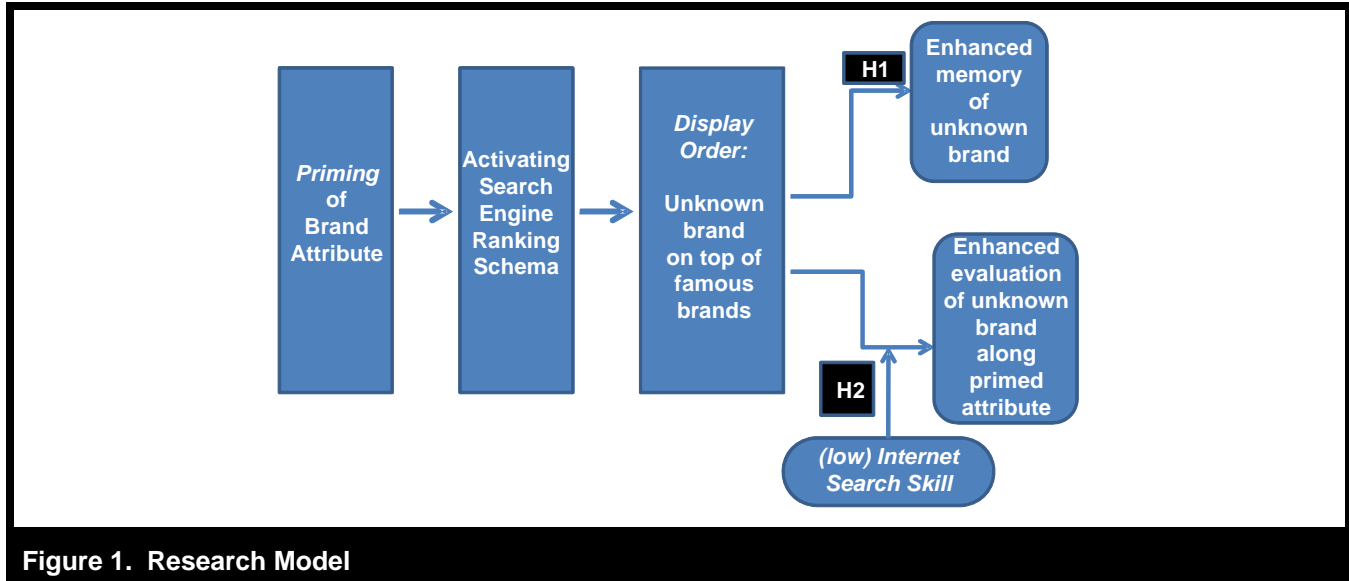 Priming
of
Brand
Attribute
Activating
Search
Engine
Ranking
Schema
Display
Order:
Unknown
brand
on top of
famous
brands
H1
Enhanced
memory
of
unknown
brand
H2
Enhanced
evaluation
of unknown
brand
along
primed
attribute
(low) Internet
Search Skill
Figure 1. Research Model